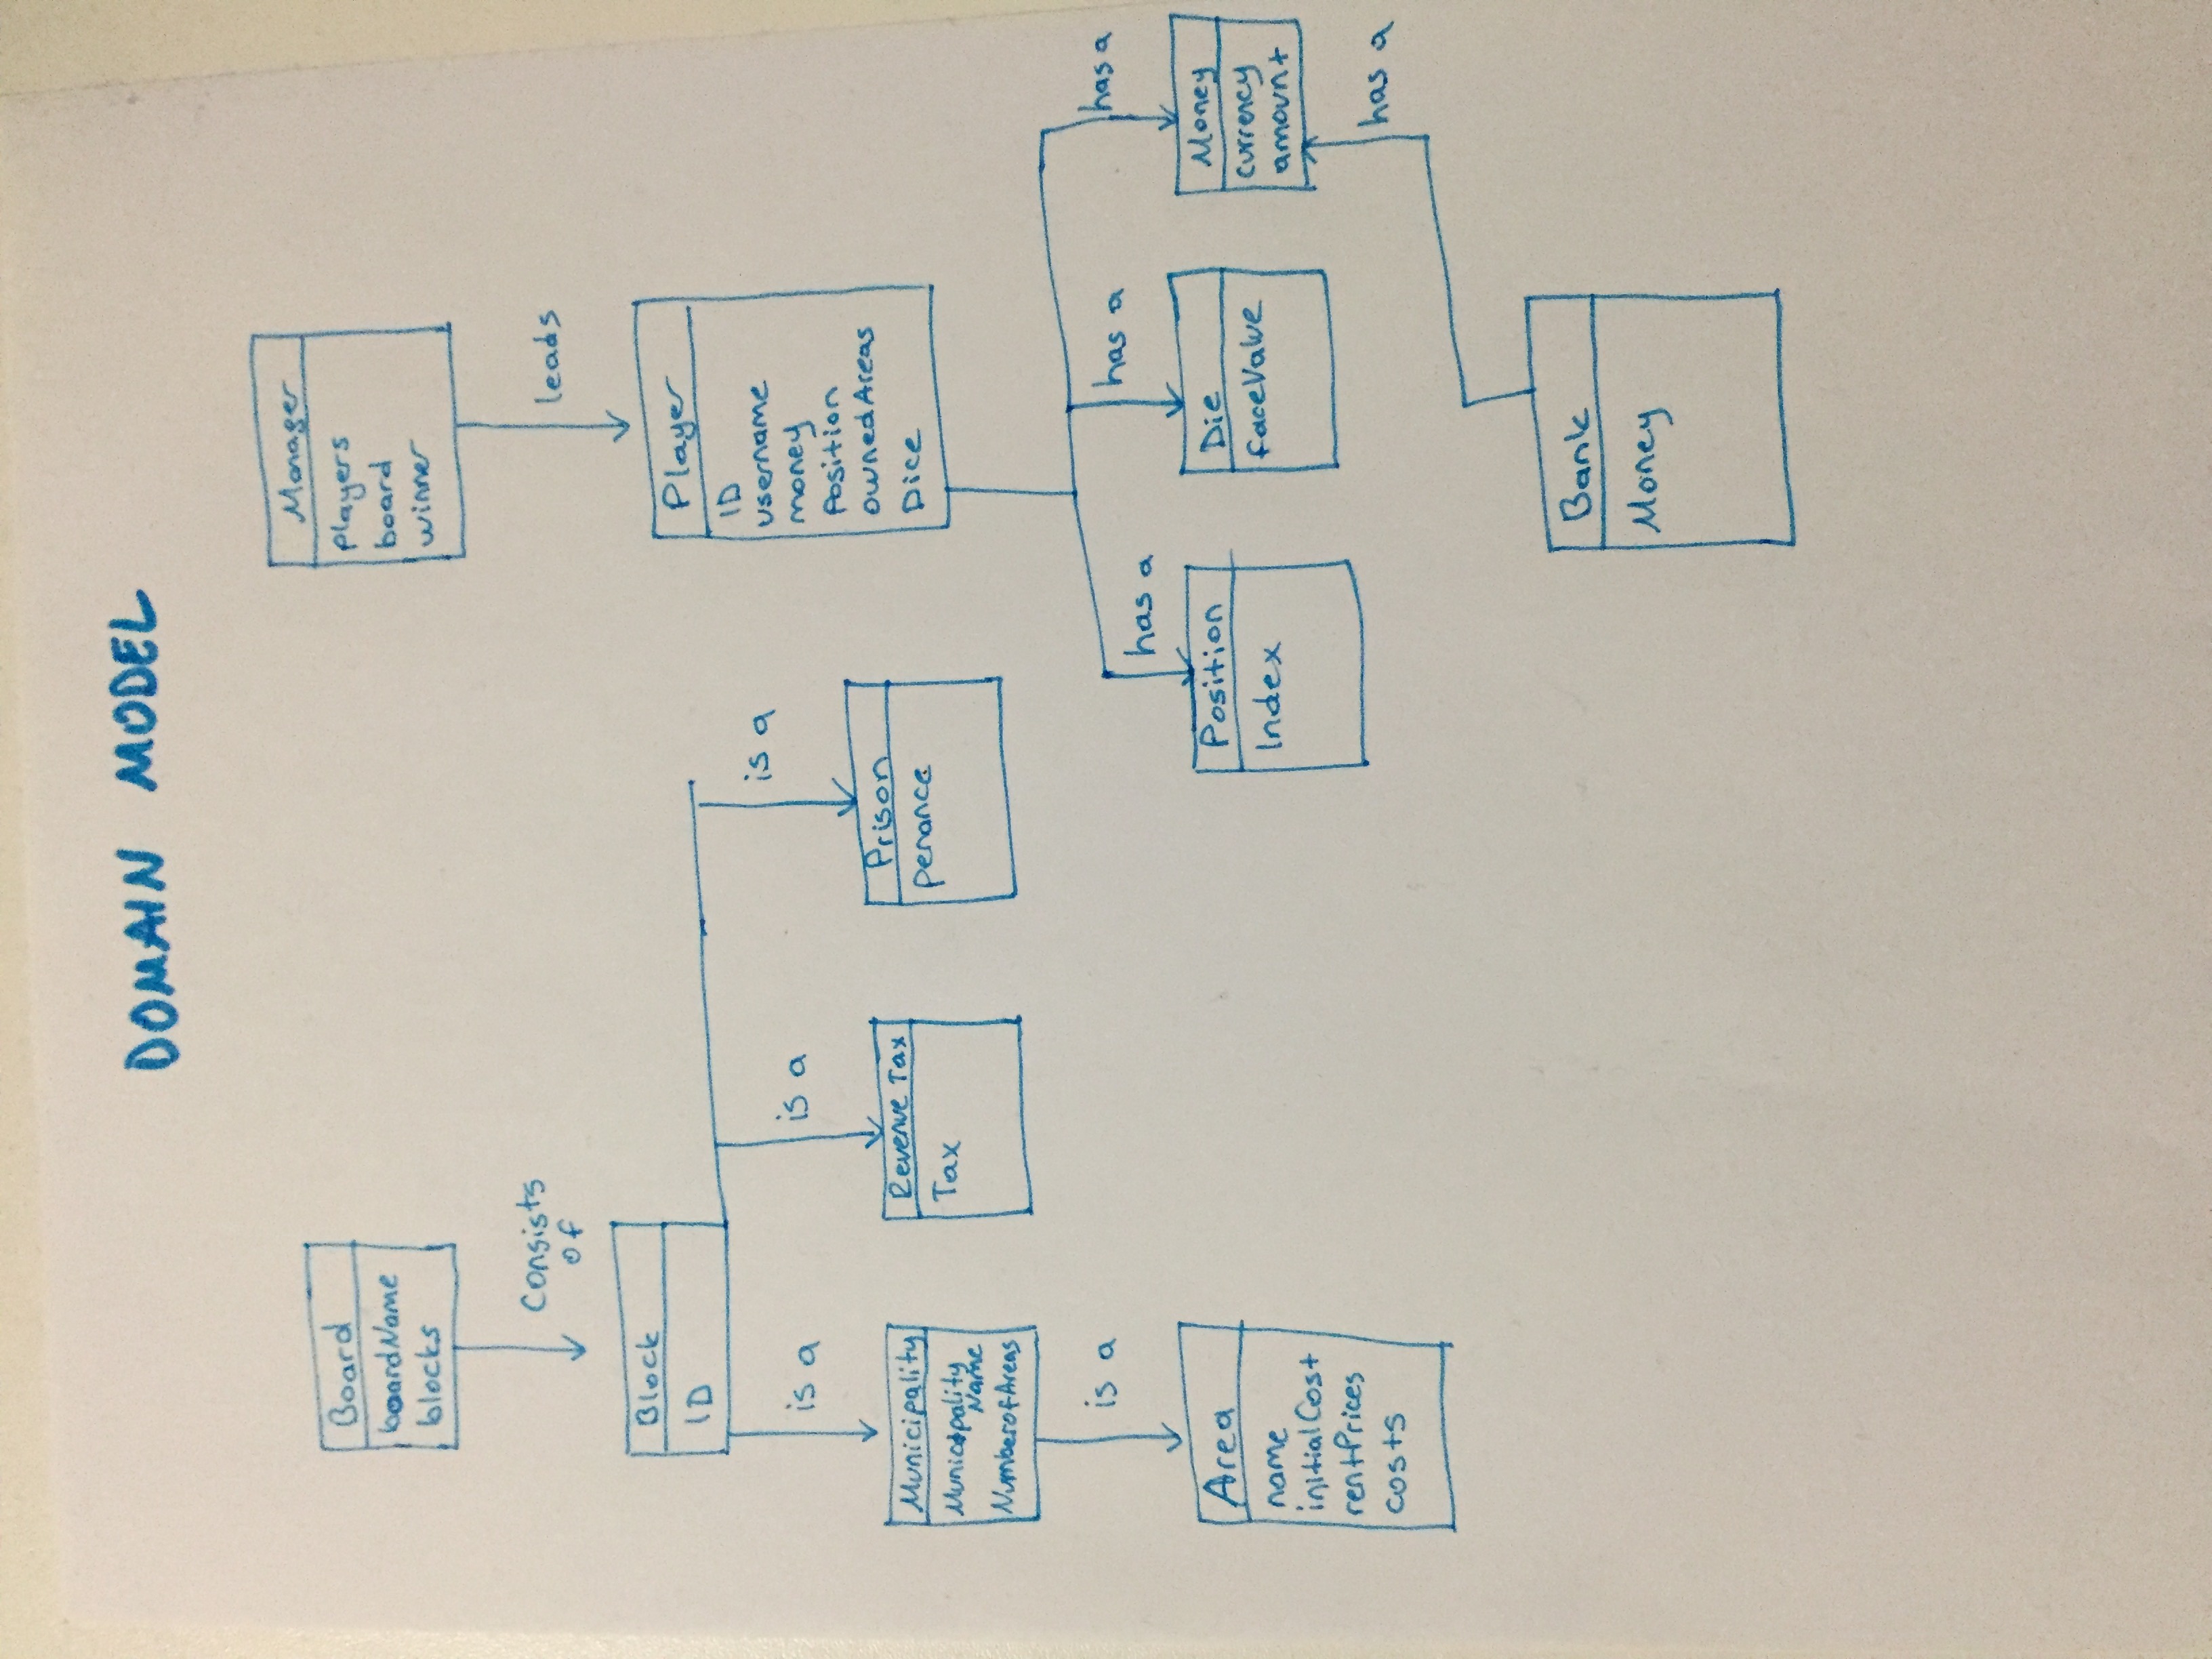 DOMAIN MODEL
Board
boardName
blocks
Consists
of
Block
ID
is a
is a
is a
Municipality
Municipality
Name
NumberofAreas
Revenue Tax
Tax
Prison
penance
is a
Area
name
initialCost
rentPrices
costs
Manager
players
board
winner
leads
Player
ID
username
money
Position
ownedAreas
Dice
has a
has a
has a
Position
Index
Die
faceValue
Money
currency
amount
has a
Bank
Money